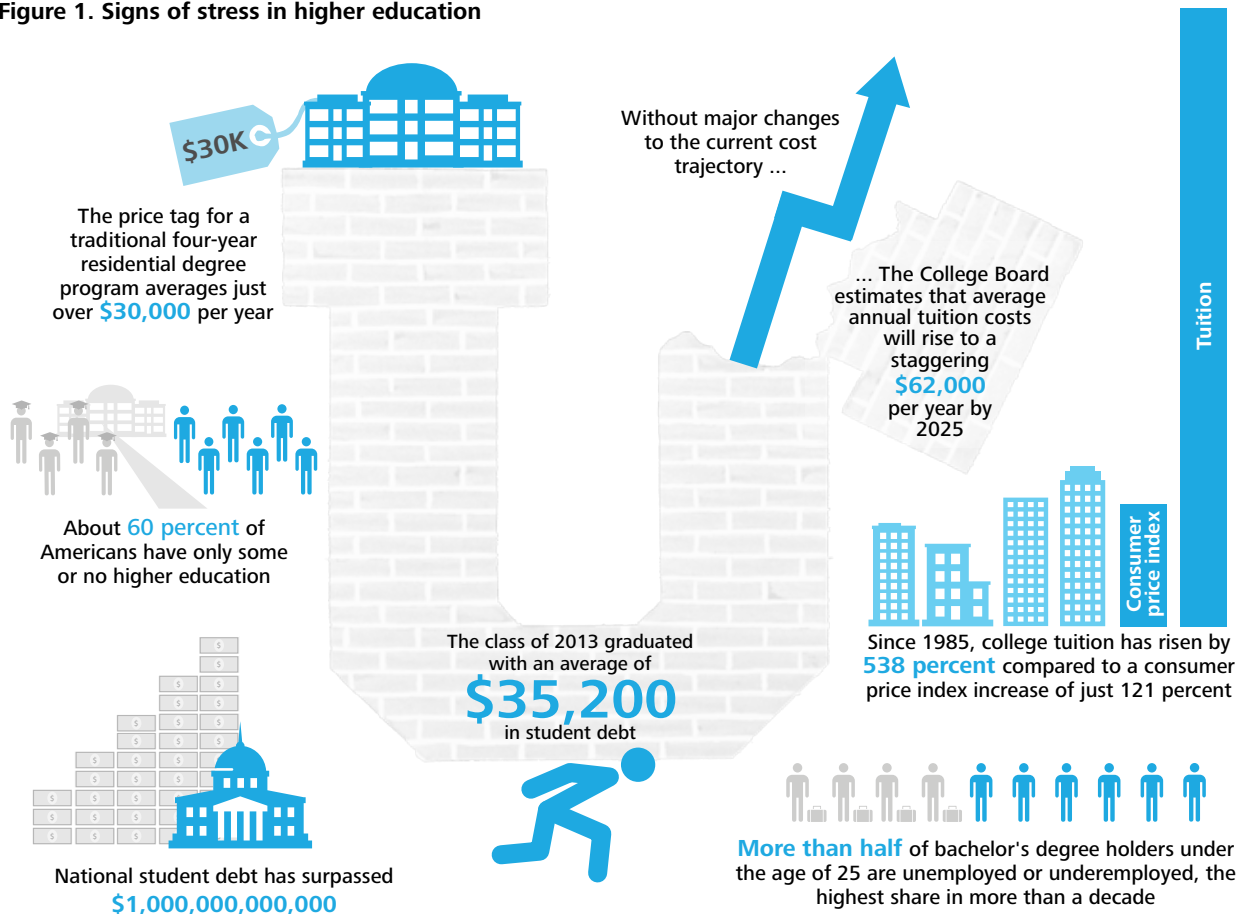 Figure 1. Signs of stress in higher education
$30K
The price tag for a
traditional four-year
residential degree
program averages just
over $30,000 per year
Without major changes
to the current cost
trajectory ...
... The College Board
estimates that average
annual tuition costs
will rise to a
staggering
$62,000
per year by
2025
About 60 percent of
Americans have only some
or no higher education
Consumer
price index
Tuition
Since 1985, college tuition has risen by
538 percent compared to a consumer
price index increase of just 121 percent
The class of 2013 graduated
with an average of
$35,200
in student debt
$
$
$ $
$ $
$ $ $
$ $ $
$ $ $
$ $ $ $
$ $ $
$ $ $
$ $ $
National student debt has surpassed
$1,000,000,000,000
More than half of bachelor's degree holders under
the age of 25 are unemployed or underemployed, the
highest share in more than a decade